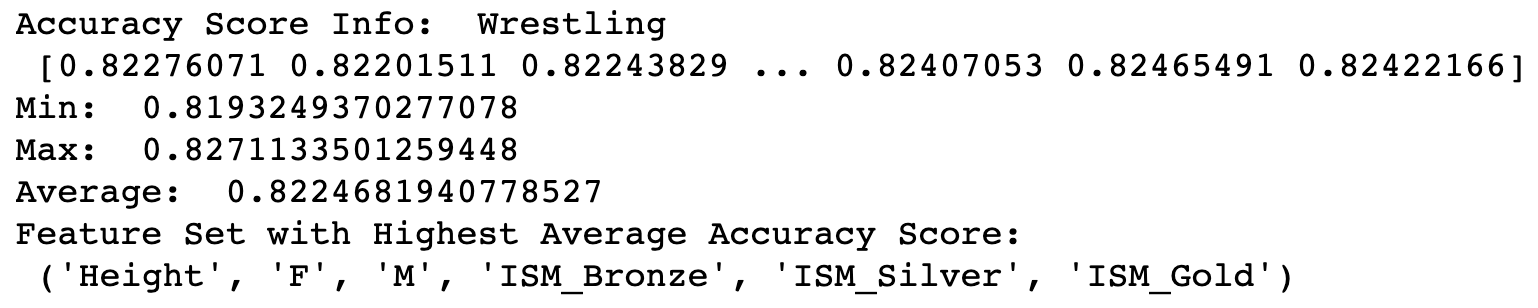 Accuracy Score Info:  Wrestling
[0.82276071 0.82201511 0.82243829 ... 0.82407053 0.82465491 0.82422166]
Min:  0.8193249370277078
Max:  0.8271133501259448
Average:  0.8224681940778527
Feature Set with Highest Average Accuracy Score:
('Height', 'F', 'M', 'ISM_Bronze', 'ISM_Silver', 'ISM_Gold')